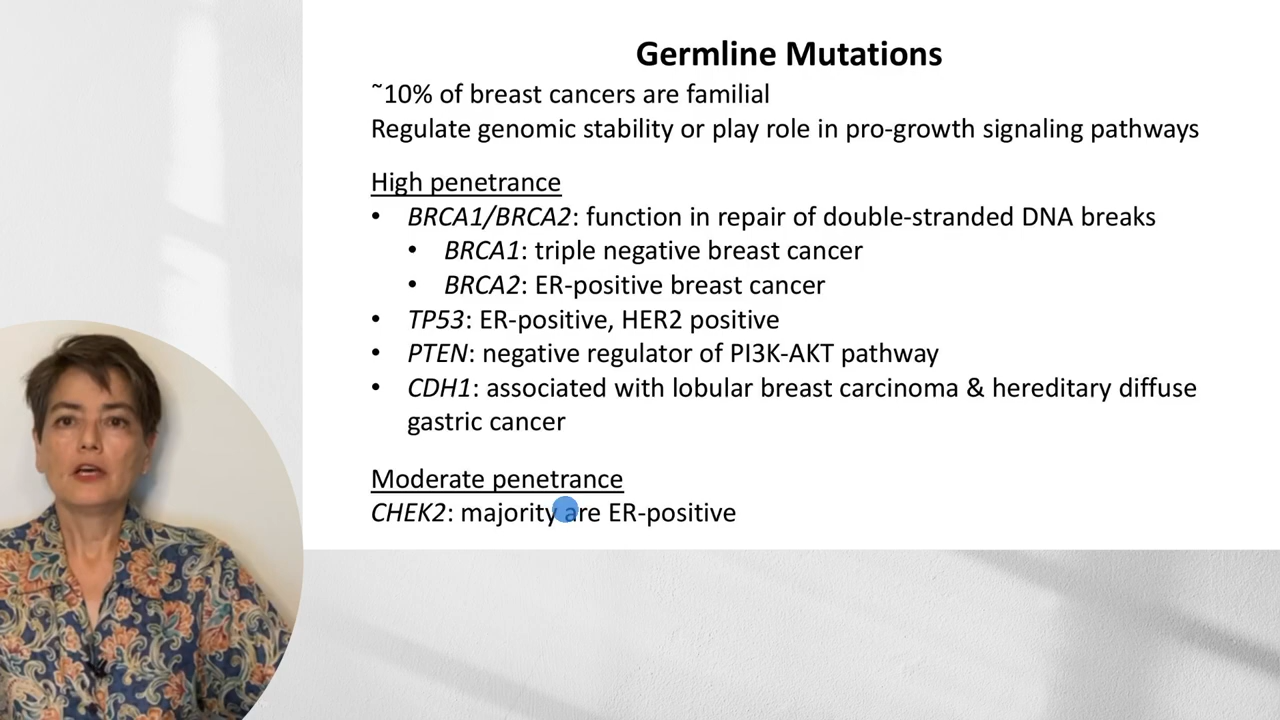 Germline Mutations
˜10% of breast cancers are familial
Regulate genomic stability or play role in pro-growth signaling pathways
High penetrance
• BRCA1/BRCA2: function in repair of double-stranded DNA breaks
• BRCA1: triple negative breast cancer
• BRCA2: ER-positive breast cancer
• TP53: ER-positive, HER2 positive
• PTEN: negative regulator of PI3K-AKT pathway
• CDH1: associated with lobular breast carcinoma & hereditary diffuse
gastric cancer
Moderate penetrance
CHEK2: majority are ER-positive